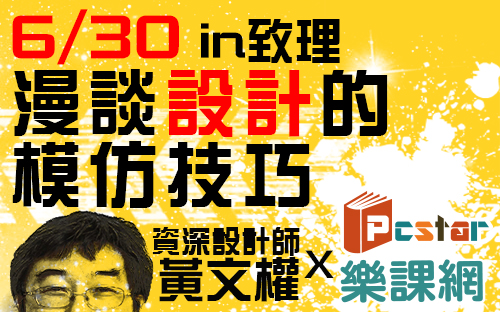 6/30 in致理
漫談設計的
模仿技巧
資深設計師
黃文權
X
Pcstar
樂課網